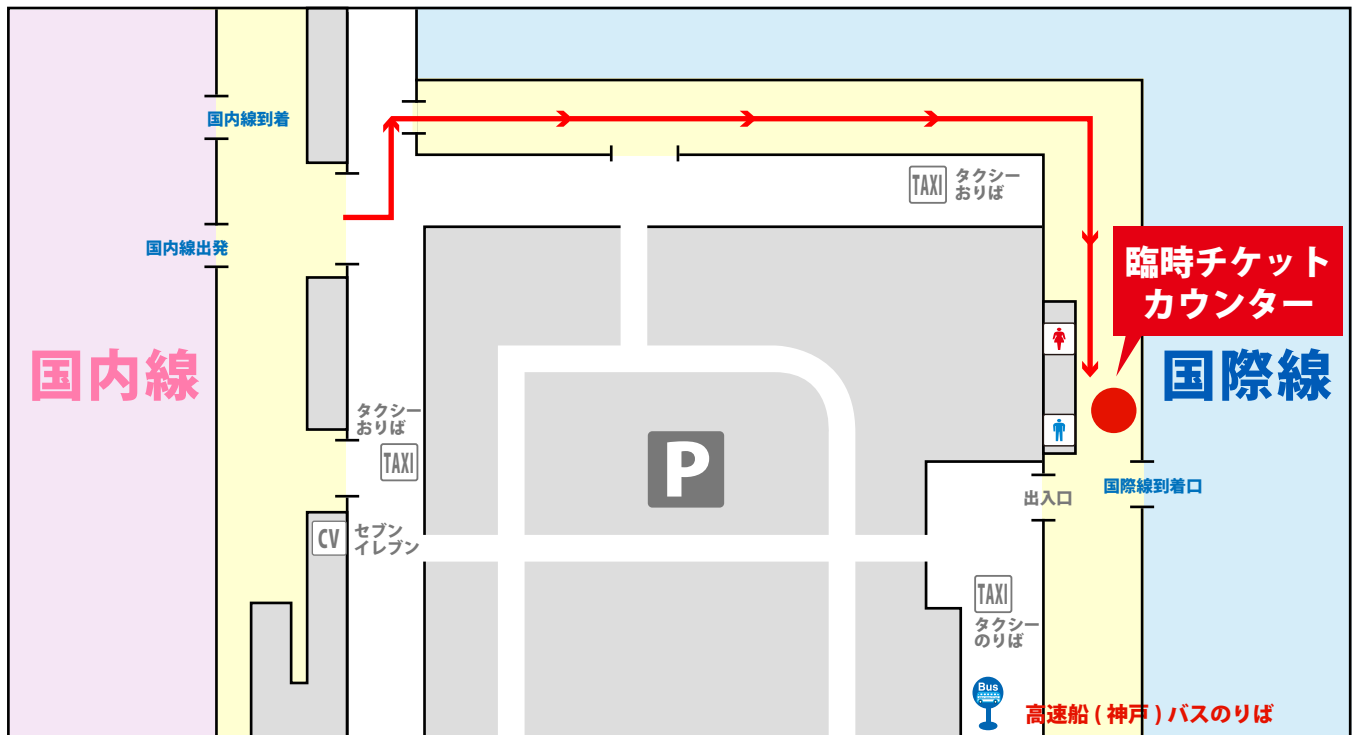 国内線到着
TAXI
タクシー
おりば
国内線出発
臨時チケット
カウンター
国内線
国際線
タクシー
おりば
TAXI
P
国際線到着口
出入口
CV
セブン
イレブン
TAXI
タクシー
のりば
Bus
高速船 ( 神戸 ) バスのりば